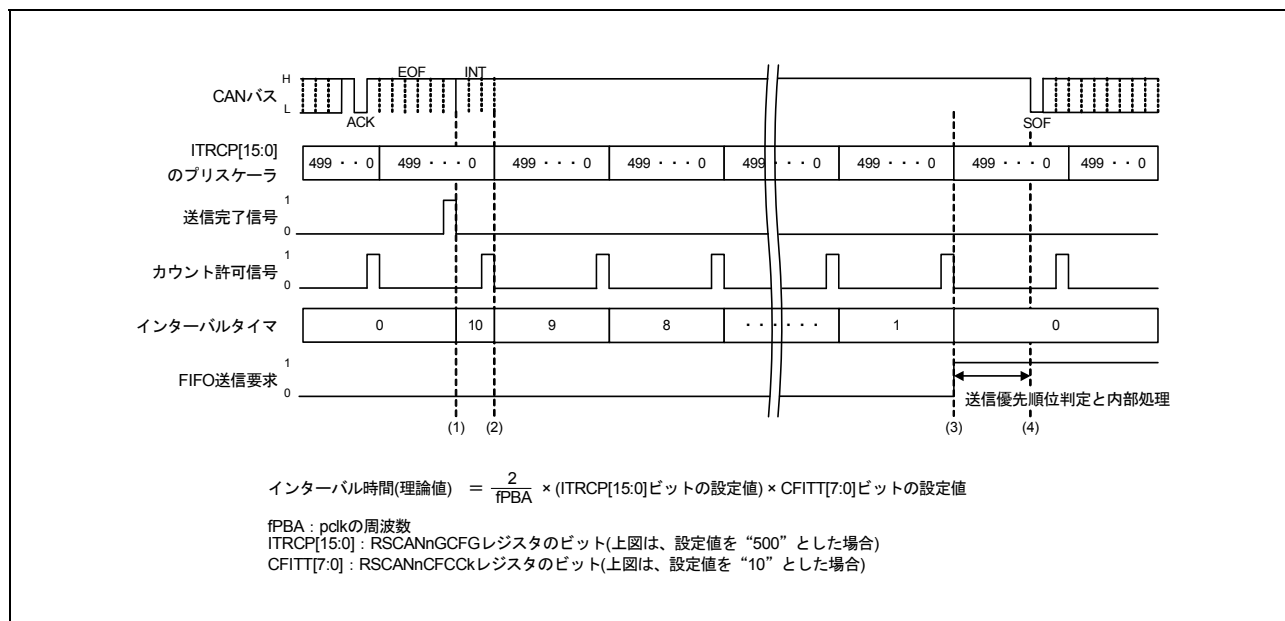 H EOF INT
CANバス
L ACK SOF
ITRCP[15:0]
のプリスケーラ
499・・0 499・・・0 499・・・0 499・・・0 499・・・0 499・・・0 499・・・0 499・・0
送信完了信号 1
0
カウント許可信号 1
0
インターバルタイマ 0 10 9 8 ・・・・・・ 1 0
FIFO送信要求 1
0
送信優先順位判定と内部処理
(1) (2) (3) (4)
インターバル時間(理論値) = 2/fPBA × (ITRCP[15:0]ビットの設定値) × CFITT[7:0]ビットの設定値
fPBA：pclkの周波数
ITRCP[15:0]：RSCANnGCFGレジスタのビット(上図は、設定値を“500”とした場合)
CFITT[7:0]：RSCANnCFCCkレジスタのビット(上図は、設定値を“10”とした場合)